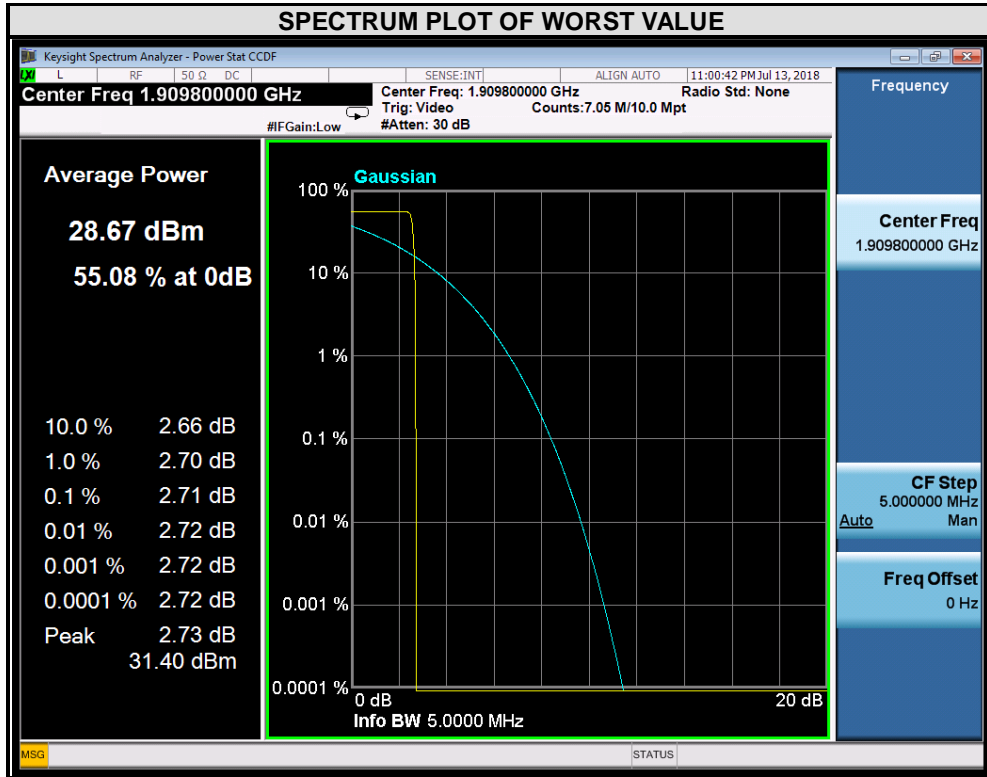 SPECTRUM PLOT OF WORST VALUE
Keysight Spectrum Analyzer - Power Stat CCDF
LXI L RF 50 Ω DC SENSE:INT ALIGN AUTO 11:00:42 PM Jul 13, 2018
Center Freq 1.909800000 GHz
Center Freq: 1.909800000 GHz Radio Std: None
Trig: Video Counts:7.05 M/10.0 Mpt
#IFGain:Low #Atten: 30 dB
Frequency
Average Power
28.67 dBm
55.08 % at 0dB
10.0 % 2.66 dB
1.0 % 2.70 dB
0.1 % 2.71 dB
0.01 % 2.72 dB
0.001 % 2.72 dB
0.0001 % 2.72 dB
Peak 2.73 dB
31.40 dBm
Gaussian
100 %
10 %
1 %
0.1 %
0.01 %
0.001 %
0.0001 %
0 dB 20 dB
Info BW 5.0000 MHz
Center Freq
1.909800000 GHz
CF Step
5.000000 MHz
Auto Man
Freq Offset
0 Hz
MSG STATUS